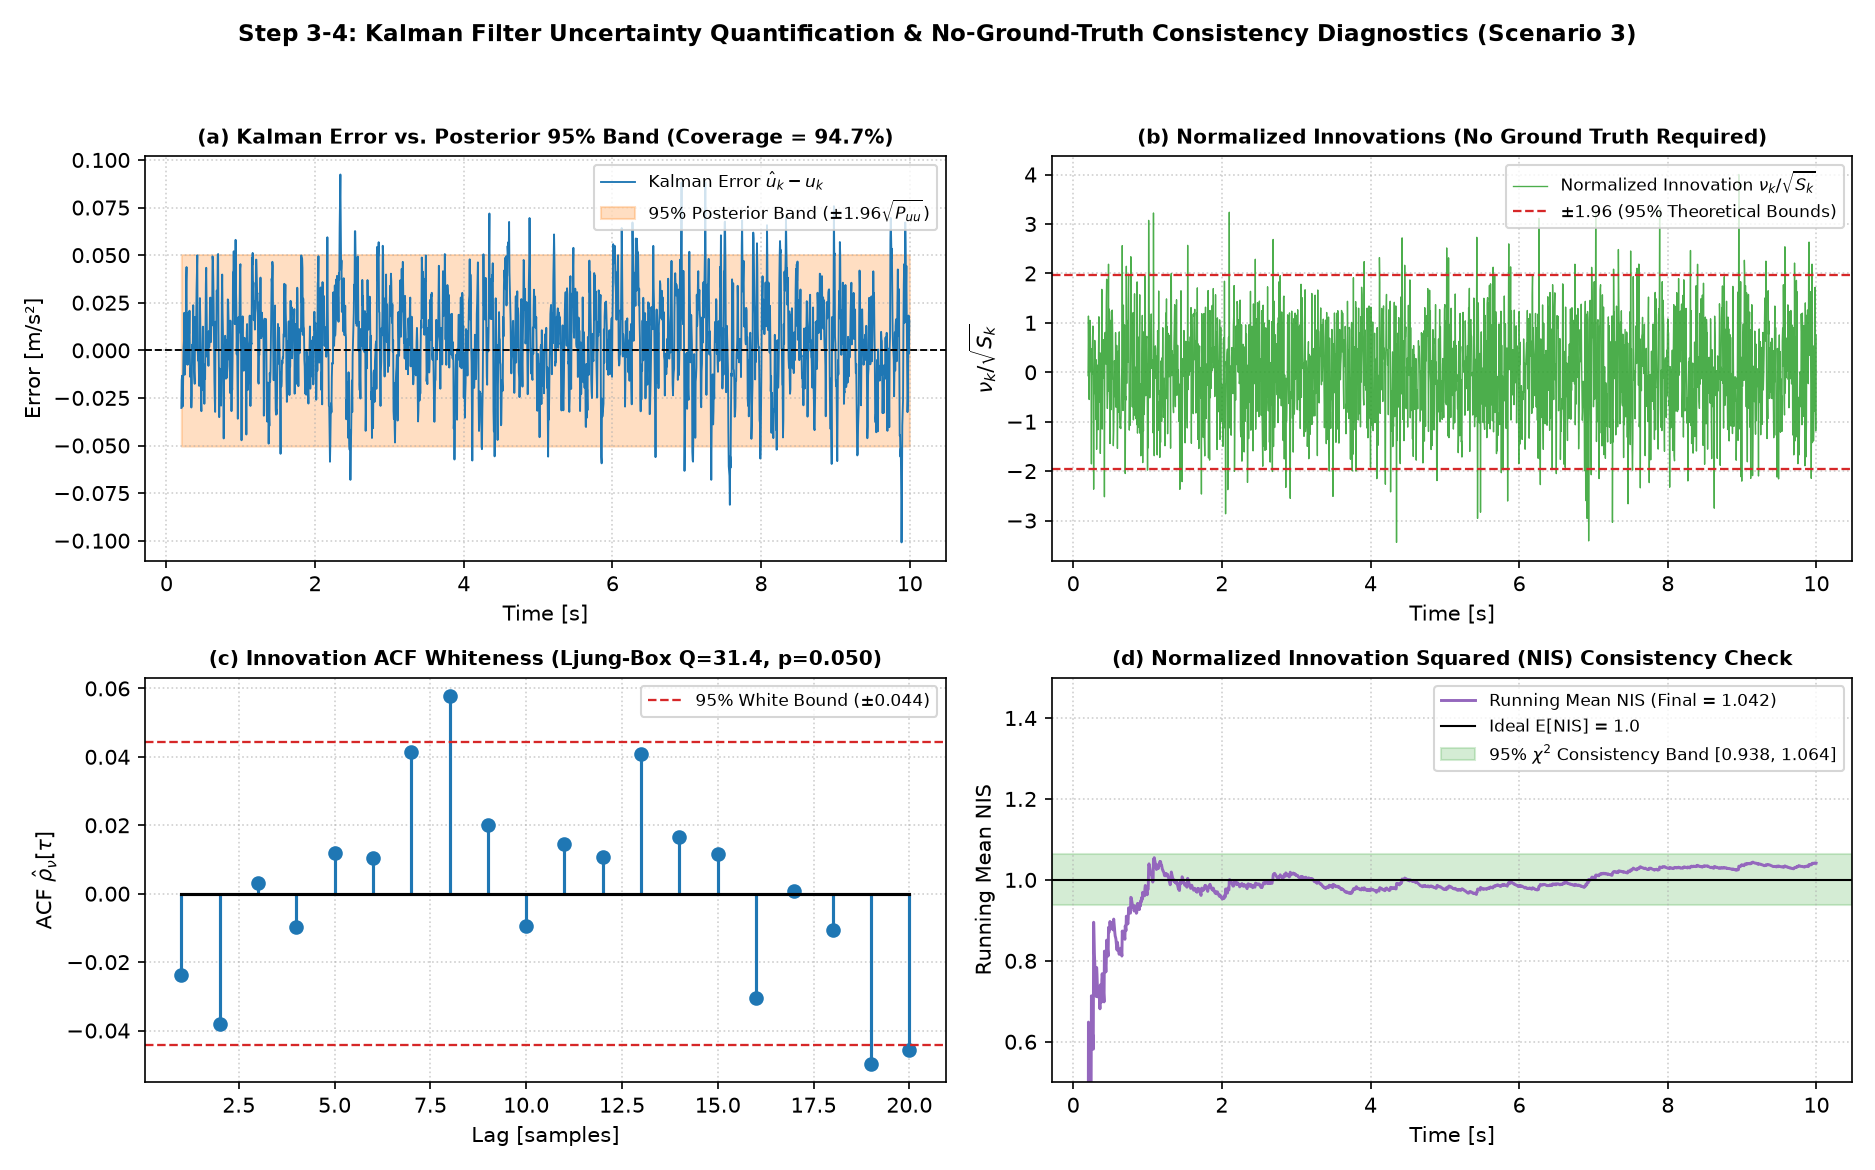 Step 3-4: Kalman Filter Uncertainty Quantification & No-Ground-Truth Consistency Diagnostics (Scenario 3)
(a) Kalman Error vs. Posterior 95% Band (Coverage = 94.7%)
Kalman Error û_k − u_k
95% Posterior Band (±1.96√P_uu)
0.100
0.075
0.050
0.025
0.000
−0.025
−0.050
−0.075
−0.100
Error [m/s²]
0 2 4 6 8 10
Time [s]
(b) Normalized Innovations (No Ground Truth Required)
Normalized Innovation ν_k/√S_k
±1.96 (95% Theoretical Bounds)
4
3
2
1
0
−1
−2
−3
ν_k/√S_k
0 2 4 6 8 10
Time [s]
(c) Innovation ACF Whiteness (Ljung-Box Q=31.4, p=0.050)
95% White Bound (±0.044)
0.06
0.04
0.02
0.00
−0.02
−0.04
ACF ρ̂_ν[τ]
2.5 5.0 7.5 10.0 12.5 15.0 17.5 20.0
Lag [samples]
(d) Normalized Innovation Squared (NIS) Consistency Check
Running Mean NIS (Final = 1.042)
Ideal E[NIS] = 1.0
95% χ² Consistency Band [0.938, 1.064]
1.4
1.2
1.0
0.8
0.6
Running Mean NIS
0 2 4 6 8 10
Time [s]